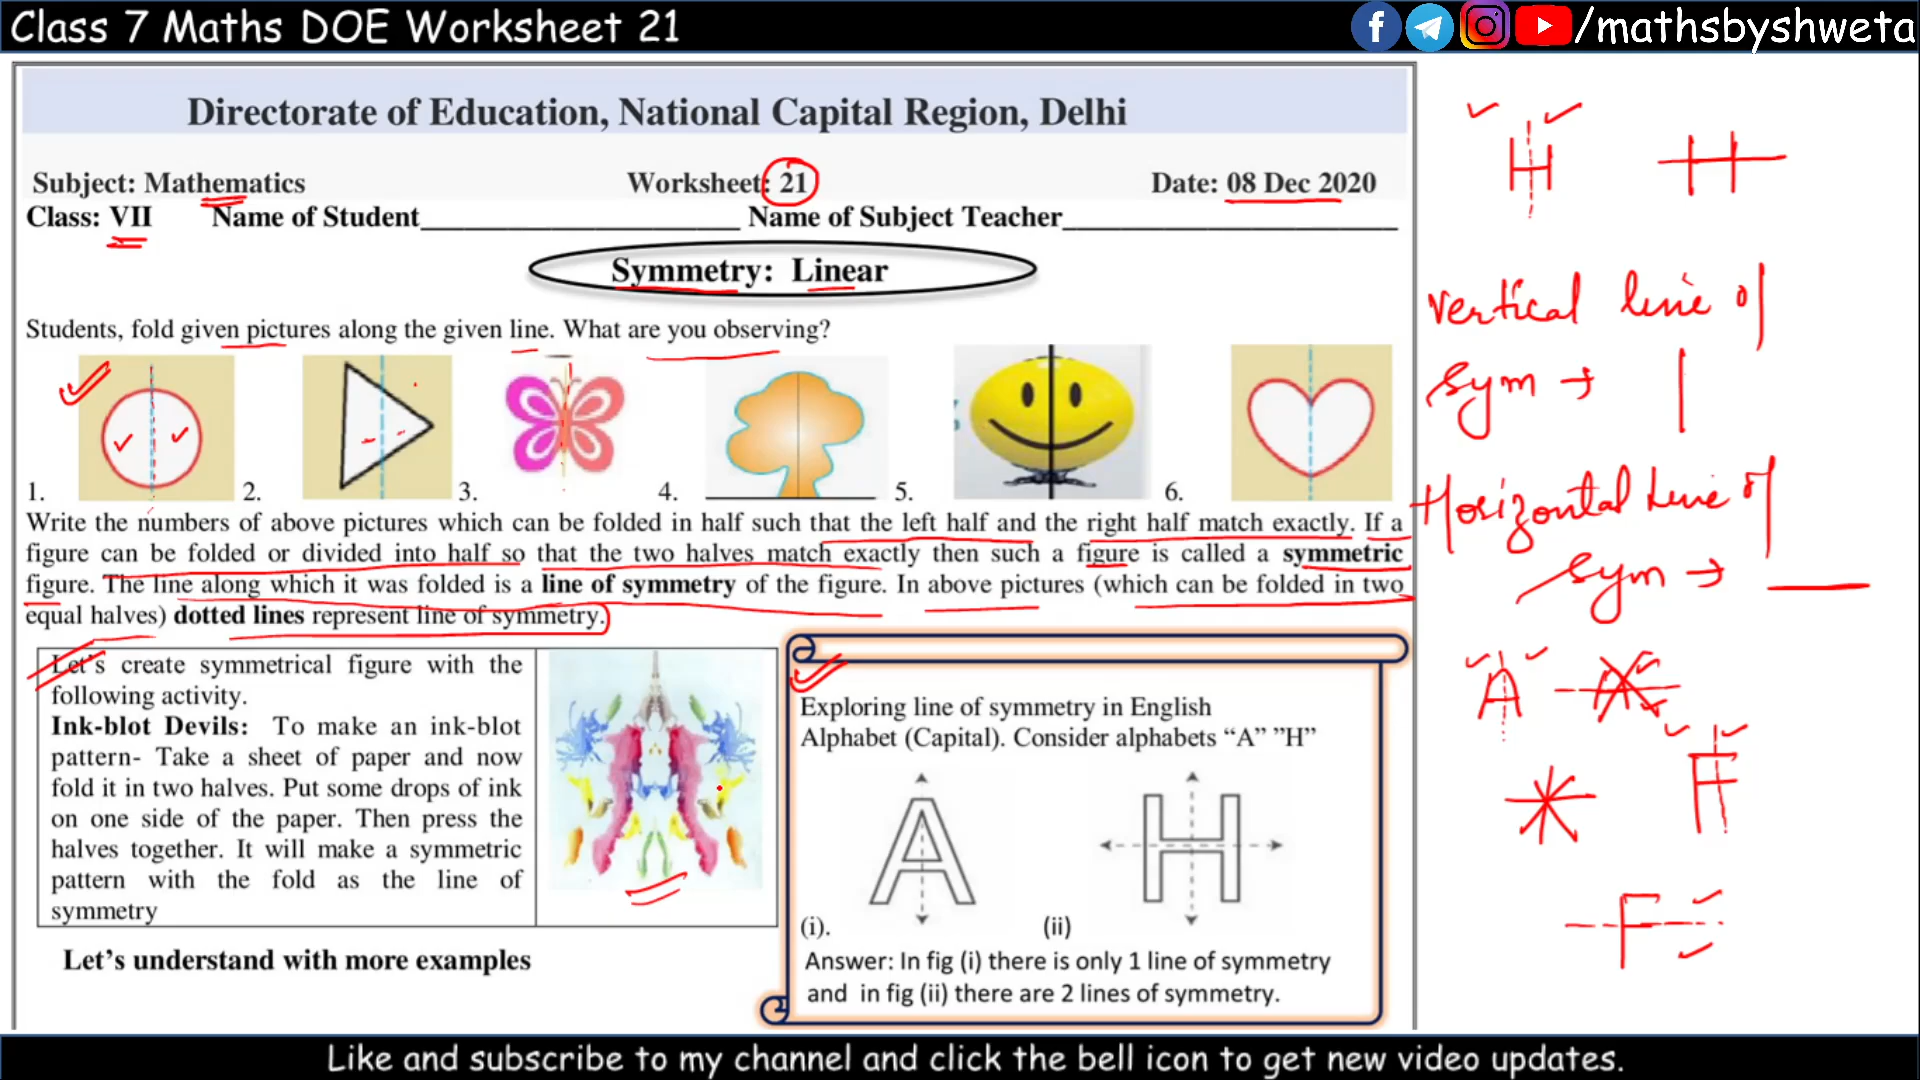 Class 7 Maths DOE Worksheet 21
/mathsbyshweta
Directorate of Education, National Capital Region, Delhi
Subject: Mathematics Worksheet: 21 Date: 08 Dec 2020
Class: VII Name of Student______________________ Name of Subject Teacher________________________
Symmetry: Linear
Students, fold given pictures along the given line. What are you observing?
1. 2. 3. 4. 5. 6.
Write the numbers of above pictures which can be folded in half such that the left half and the right half match exactly. If a
figure can be folded or divided into half so that the two halves match exactly then such a figure is called a symmetric
figure. The line along which it was folded is a line of symmetry of the figure. In above pictures (which can be folded in two
equal halves) dotted lines represent line of symmetry.
Let's create symmetrical figure with the
following activity.
Ink-blot Devils: To make an ink-blot
pattern- Take a sheet of paper and now
fold it in two halves. Put some drops of ink
on one side of the paper. Then press the
halves together. It will make a symmetric
pattern with the fold as the line of
symmetry
Let's understand with more examples
Exploring line of symmetry in English
Alphabet (Capital). Consider alphabets “A” ”H”
A H
(i). (ii)
Answer: In fig (i) there is only 1 line of symmetry
and in fig (ii) there are 2 lines of symmetry.
H H
Vertical line of
sym → |
Horizontal Line of
sym → —
A A
F
F
Like and subscribe to my channel and click the bell icon to get new video updates.